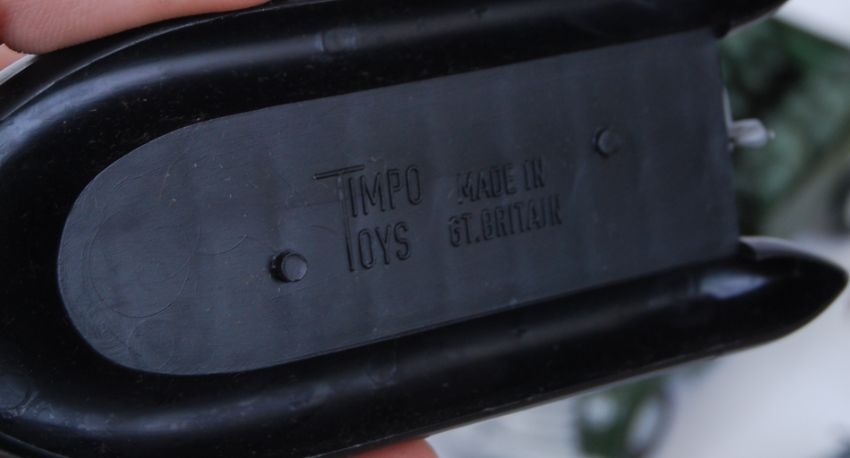 TIMPO
TOYS
MADE IN
GT. BRITAIN